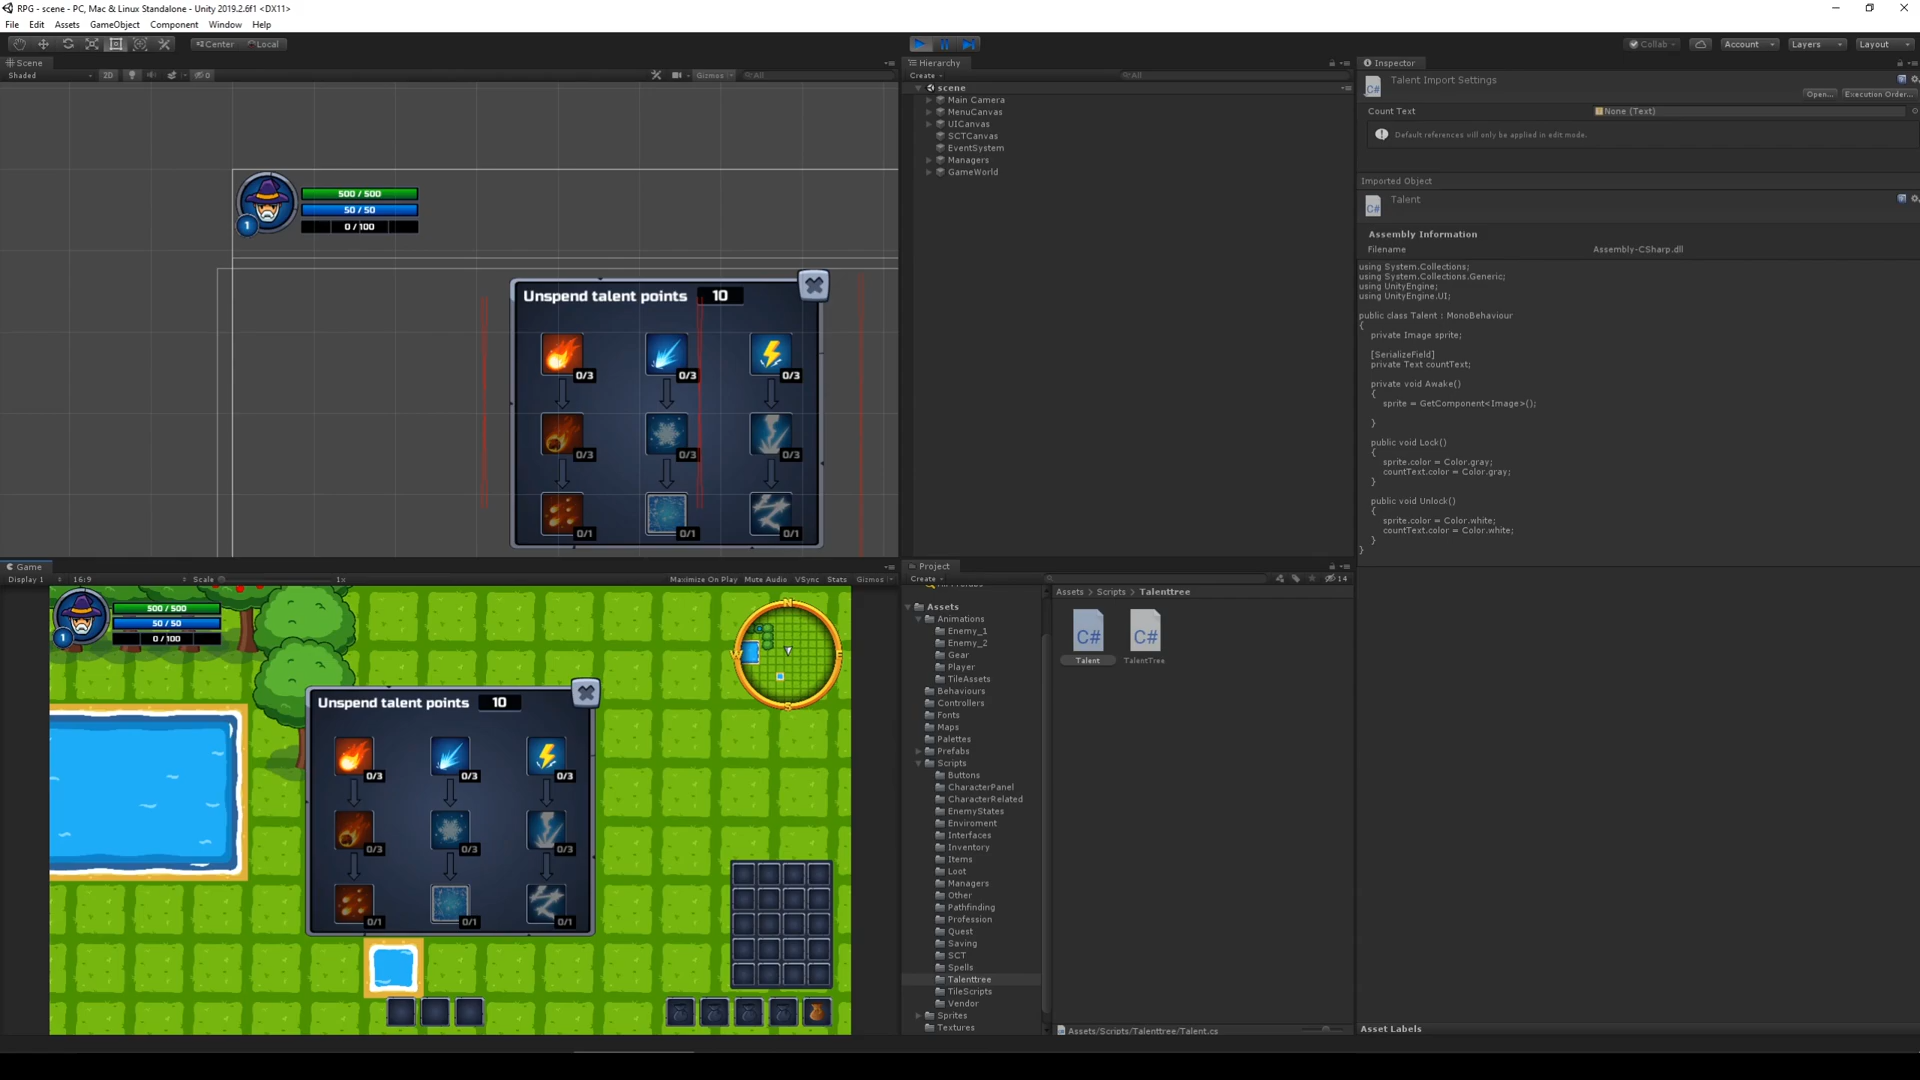 RPG - scene - PC, Mac & Linux Standalone - Unity 2019.2.6f1 <DX11>
File Edit Assets GameObject Component Window Help
Center Local
Collab Account Layers Layout
Scene
Shaded 2D Gizmos All
500 / 500
50 / 50
1
0 / 100
Unspend talent points 10
0/3 0/3 0/3
0/3 0/3 0/3
0/1 0/1 0/1
Hierarchy
Create All
scene
Main Camera
MenuCanvas
UICanvas
SCTCanvas
EventSystem
Managers
GameWorld
Inspector
Talent Import Settings
C#
Open... Execution Order...
Count Text None (Text)
Default references will only be applied in edit mode.
Imported Object
Talent
C#
Assembly Information
Filename Assembly-CSharp.dll
using System.Collections;
using System.Collections.Generic;
using UnityEngine;
using UnityEngine.UI;
public class Talent : MonoBehaviour
{
private Image sprite;
[SerializeField]
private Text countText;
private void Awake()
{
sprite = GetComponent<Image>();
}
public void Lock()
{
sprite.color = Color.gray;
countText.color = Color.gray;
}
public void Unlock()
{
sprite.color = Color.white;
countText.color = Color.white;
}
}
Asset Labels
Game
Display 1 16:9 Scale 1x Maximize On Play Mute Audio VSync Stats Gizmos
500 / 500
50 / 50
1
0 / 100
N
W
E
S
Unspend talent points 10
0/3 0/3 0/3
0/3 0/3 0/3
0/1 0/1 0/1
Project
Create 14
Assets
Animations
Enemy_1
Enemy_2
Gear
Player
TileAssets
Behaviours
Controllers
Fonts
Maps
Palettes
Prefabs
Scripts
Buttons
CharacterPanel
CharacterRelated
EnemyStates
Enviroment
Interfaces
Inventory
Items
Loot
Managers
Other
Pathfinding
Profession
Quest
Saving
SCT
Spells
Talenttree
TileScripts
Vendor
Sprites
Textures
Assets > Scripts > Talenttree
C# C#
Talent TalentTree
Assets/Scripts/Talenttree/Talent.cs